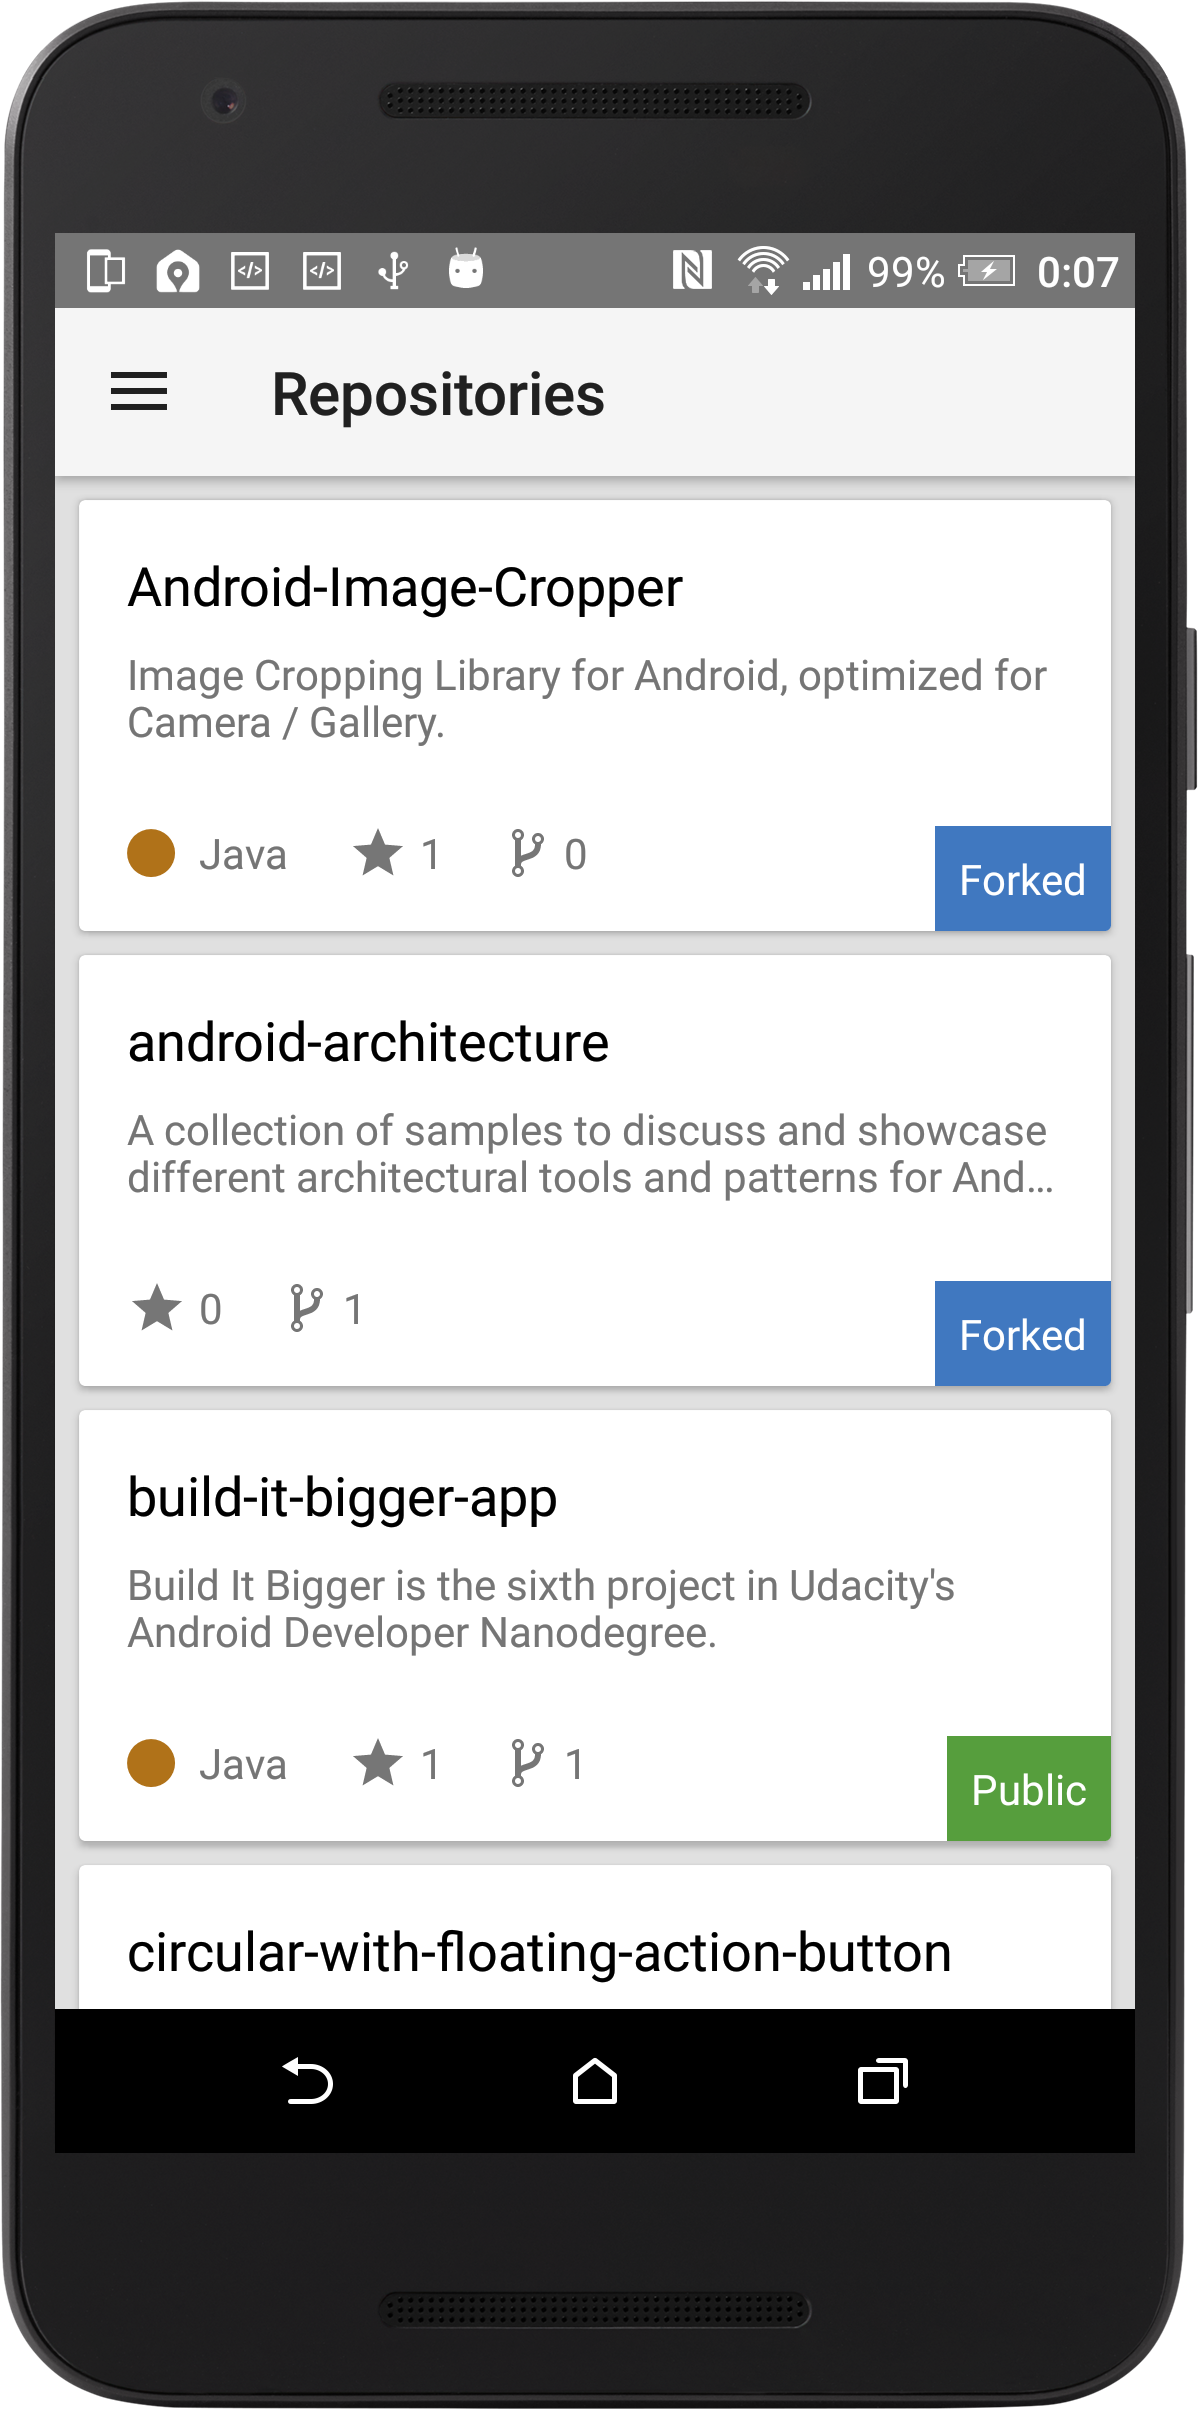 99% 0:07
Repositories
Android-Image-Cropper
Image Cropping Library for Android, optimized for
Camera / Gallery.
Java 1 0
Forked
android-architecture
A collection of samples to discuss and showcase
different architectural tools and patterns for And...
0 1
Forked
build-it-bigger-app
Build It Bigger is the sixth project in Udacity's
Android Developer Nanodegree.
Java 1 1
Public
circular-with-floating-action-button